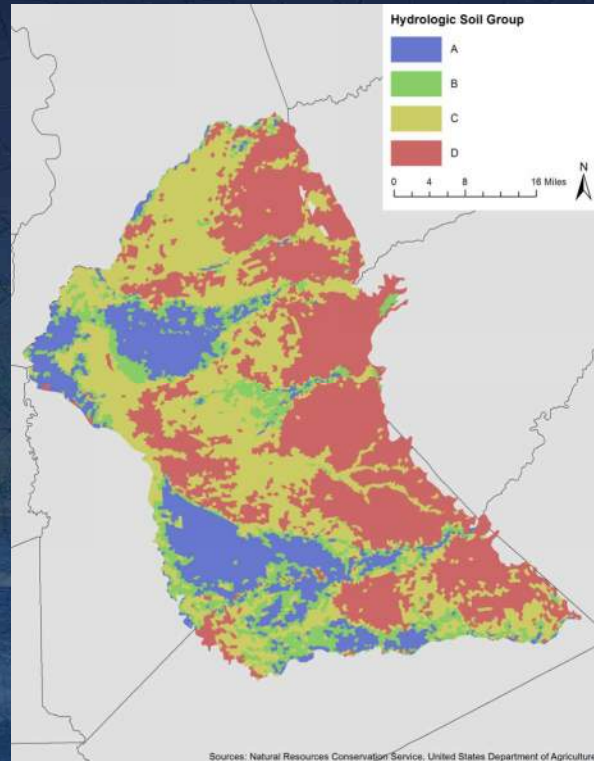 Hydrologic Soil Group
A
B
C
D
0 4 8 16 Miles
N
Sources: Natural Resources Conservation Service, United States Department of Agriculture